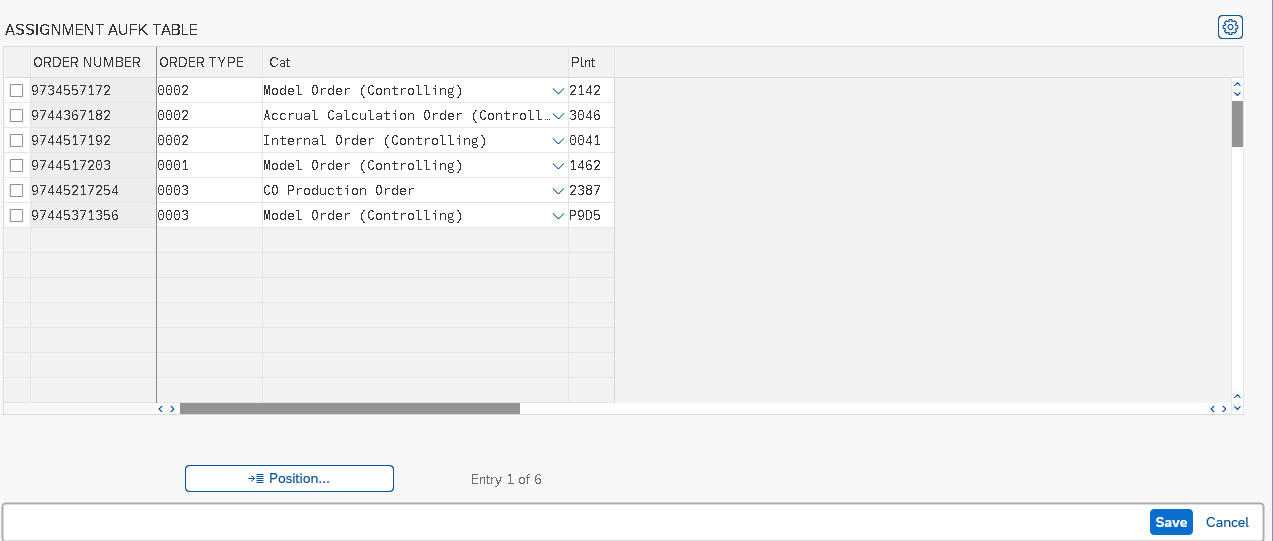 ASSIGNMENT AUFK TABLE
ORDER NUMBER ORDER TYPE Cat Plnt
9734557172 0002 Model Order (Controlling) 2142
9744367182 0002 Accrual Calculation Order (Controll… 3046
9744517192 0002 Internal Order (Controlling) 0041
9744517203 0001 Model Order (Controlling) 1462
97445217254 0003 CO Production Order 2387
97445371356 0003 Model Order (Controlling) P9D5
Position... Entry 1 of 6
Save Cancel